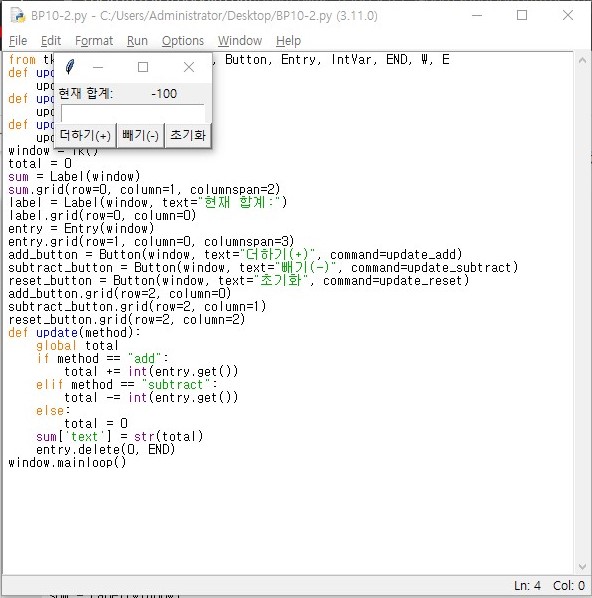 BP10-2.py - C:/Users/Administrator/Desktop/BP10-2.py (3.11.0)
File Edit Format Run Options Window Help
from tk , Button, Entry, IntVar, END, W, E
def upd
upd
def upd
upd
def upd
upd
현재 합계: -100
더하기(+) 빼기(-) 초기화
window = Tk()
total = 0
sum = Label(window)
sum.grid(row=0, column=1, columnspan=2)
label = Label(window, text="현재 합계:")
label.grid(row=0, column=0)
entry = Entry(window)
entry.grid(row=1, column=0, columnspan=3)
add_button = Button(window, text="더하기(+)", command=update_add)
subtract_button = Button(window, text="빼기(-)", command=update_subtract)
reset_button = Button(window, text="초기화", command=update_reset)
add_button.grid(row=2, column=0)
subtract_button.grid(row=2, column=1)
reset_button.grid(row=2, column=2)
def update(method):
    global total
    if method == "add":
        total += int(entry.get())
    elif method == "subtract":
        total -= int(entry.get())
    else:
        total = 0
    sum['text'] = str(total)
    entry.delete(0, END)
window.mainloop()
Ln: 4 Col: 0